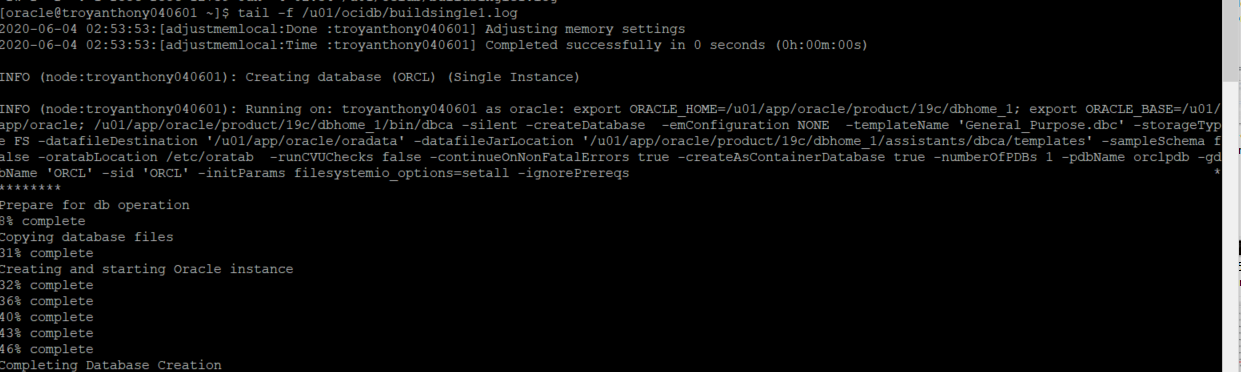 [oracle@troyanthony040601 ~]$ tail -f /u01/ocidb/buildsingle1.log
2020-06-04 02:53:53:[adjustmemlocal:Done :troyanthony040601] Adjusting memory settings
2020-06-04 02:53:53:[adjustmemlocal:Time :troyanthony040601] Completed successfully in 0 seconds (0h:00m:00s)
INFO (node:troyanthony040601): Creating database (ORCL) (Single Instance)
INFO (node:troyanthony040601): Running on: troyanthony040601 as oracle: export ORACLE_HOME=/u01/app/oracle/product/19c/dbhome_1; export ORACLE_BASE=/u01/
app/oracle; /u01/app/oracle/product/19c/dbhome_1/bin/dbca -silent -createDatabase  -emConfiguration NONE  -templateName 'General_Purpose.dbc' -storageTyp
e FS -datafileDestination '/u01/app/oracle/oradata' -datafileJarLocation '/u01/app/oracle/product/19c/dbhome_1/assistants/dbca/templates' -sampleSchema f
alse -oratabLocation /etc/oratab  -runCVUChecks false -continueOnNonFatalErrors true -createAsContainerDatabase true -numberOfPDBs 1 -pdbName orclpdb -gd
bName 'ORCL' -sid 'ORCL' -initParams filesystemio_options=setall -ignorePrereqs *
********
Prepare for db operation
8% complete
Copying database files
31% complete
Creating and starting Oracle instance
32% complete
36% complete
40% complete
43% complete
46% complete
Completing Database Creation